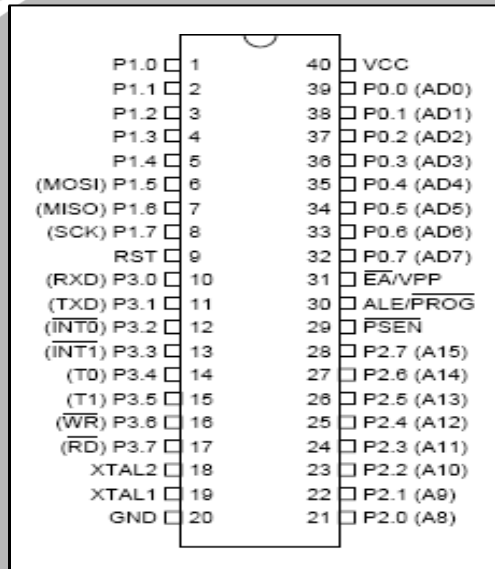 P1.0 1 40 VCC
P1.1 2 39 P0.0 (AD0)
P1.2 3 38 P0.1 (AD1)
P1.3 4 37 P0.2 (AD2)
P1.4 5 36 P0.3 (AD3)
(MOSI) P1.5 6 35 P0.4 (AD4)
(MISO) P1.6 7 34 P0.5 (AD5)
(SCK) P1.7 8 33 P0.6 (AD6)
RST 9 32 P0.7 (AD7)
(RXD) P3.0 10 31 E̅A̅/VPP
(TXD) P3.1 11 30 ALE/P̅R̅O̅G̅
(I̅N̅T̅0̅) P3.2 12 29 P̅S̅E̅N̅
(I̅N̅T̅1̅) P3.3 13 28 P2.7 (A15)
(T0) P3.4 14 27 P2.6 (A14)
(T1) P3.5 15 26 P2.5 (A13)
(W̅R̅) P3.6 16 25 P2.4 (A12)
(R̅D̅) P3.7 17 24 P2.3 (A11)
XTAL2 18 23 P2.2 (A10)
XTAL1 19 22 P2.1 (A9)
GND 20 21 P2.0 (A8)